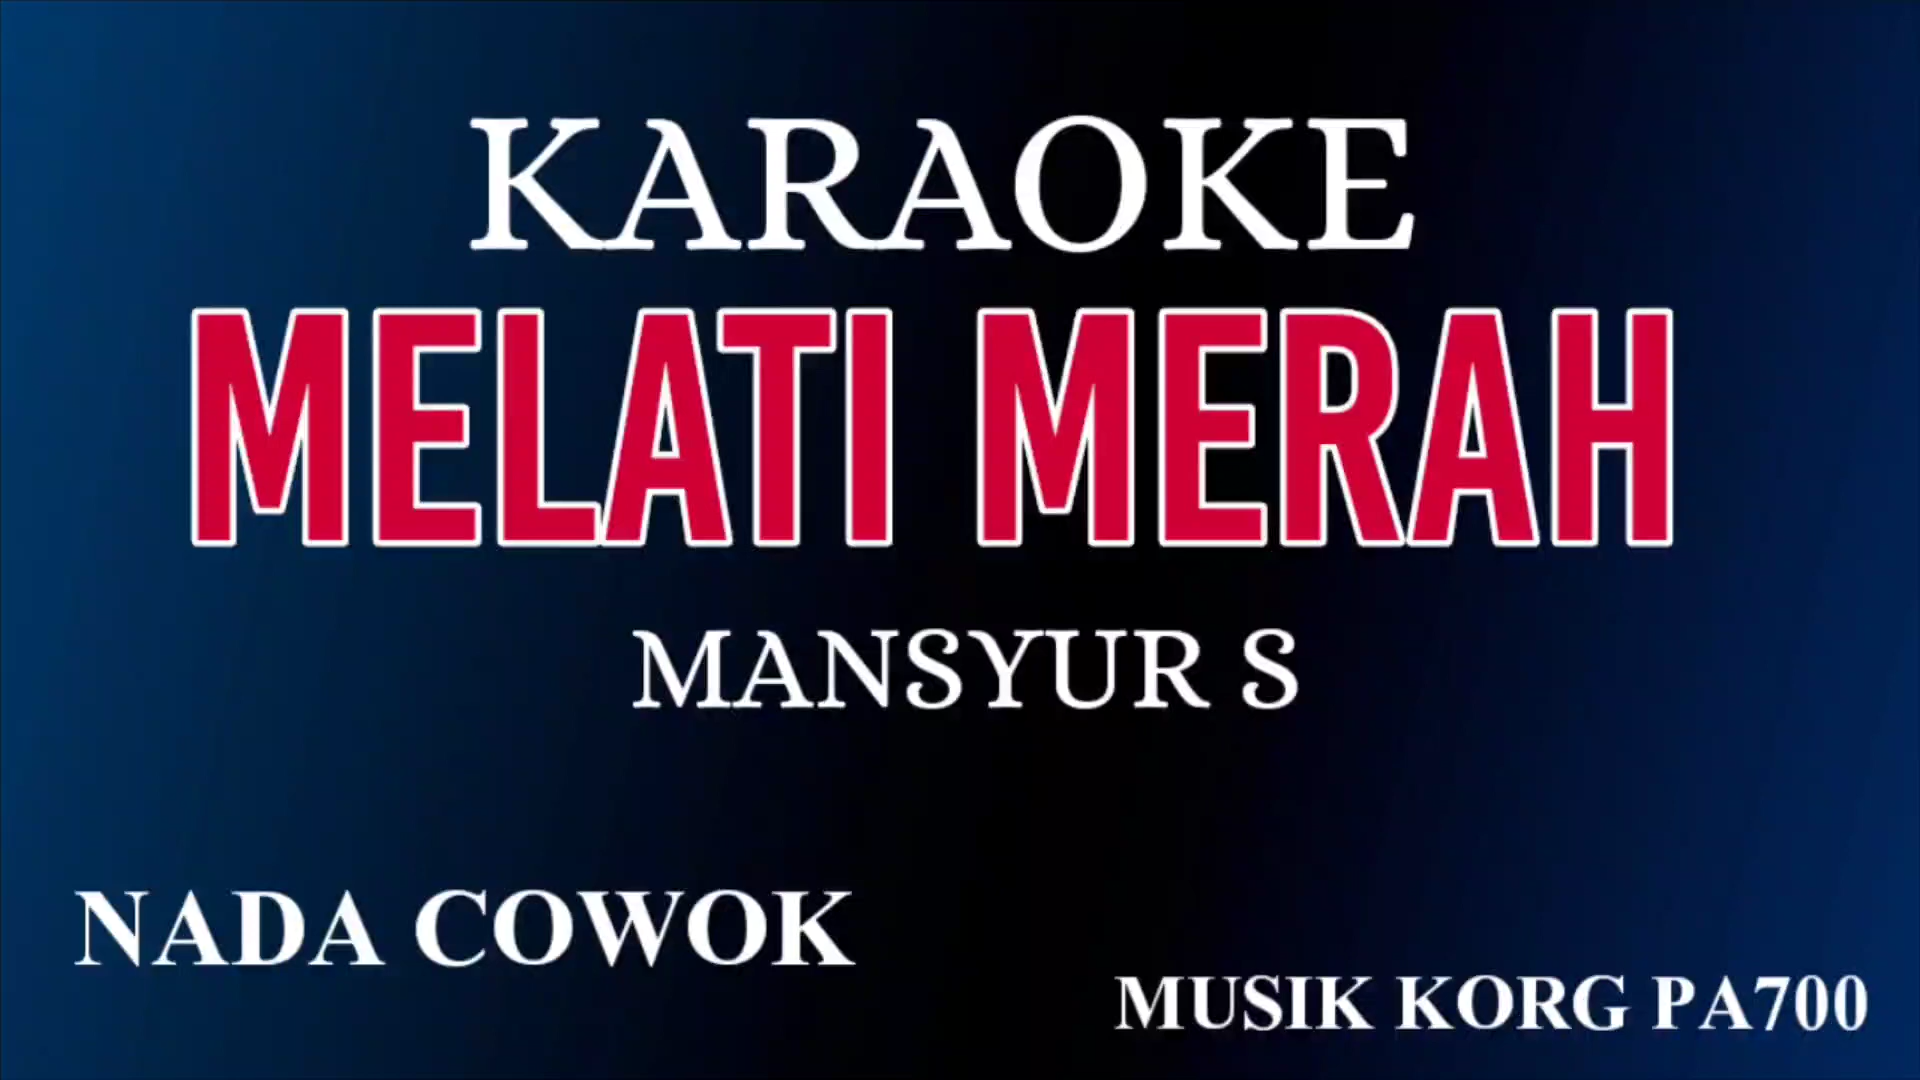 KARAOKE
MELATI MERAH
MANSYUR S
NADA COWOK
MUSIK KORG PA700